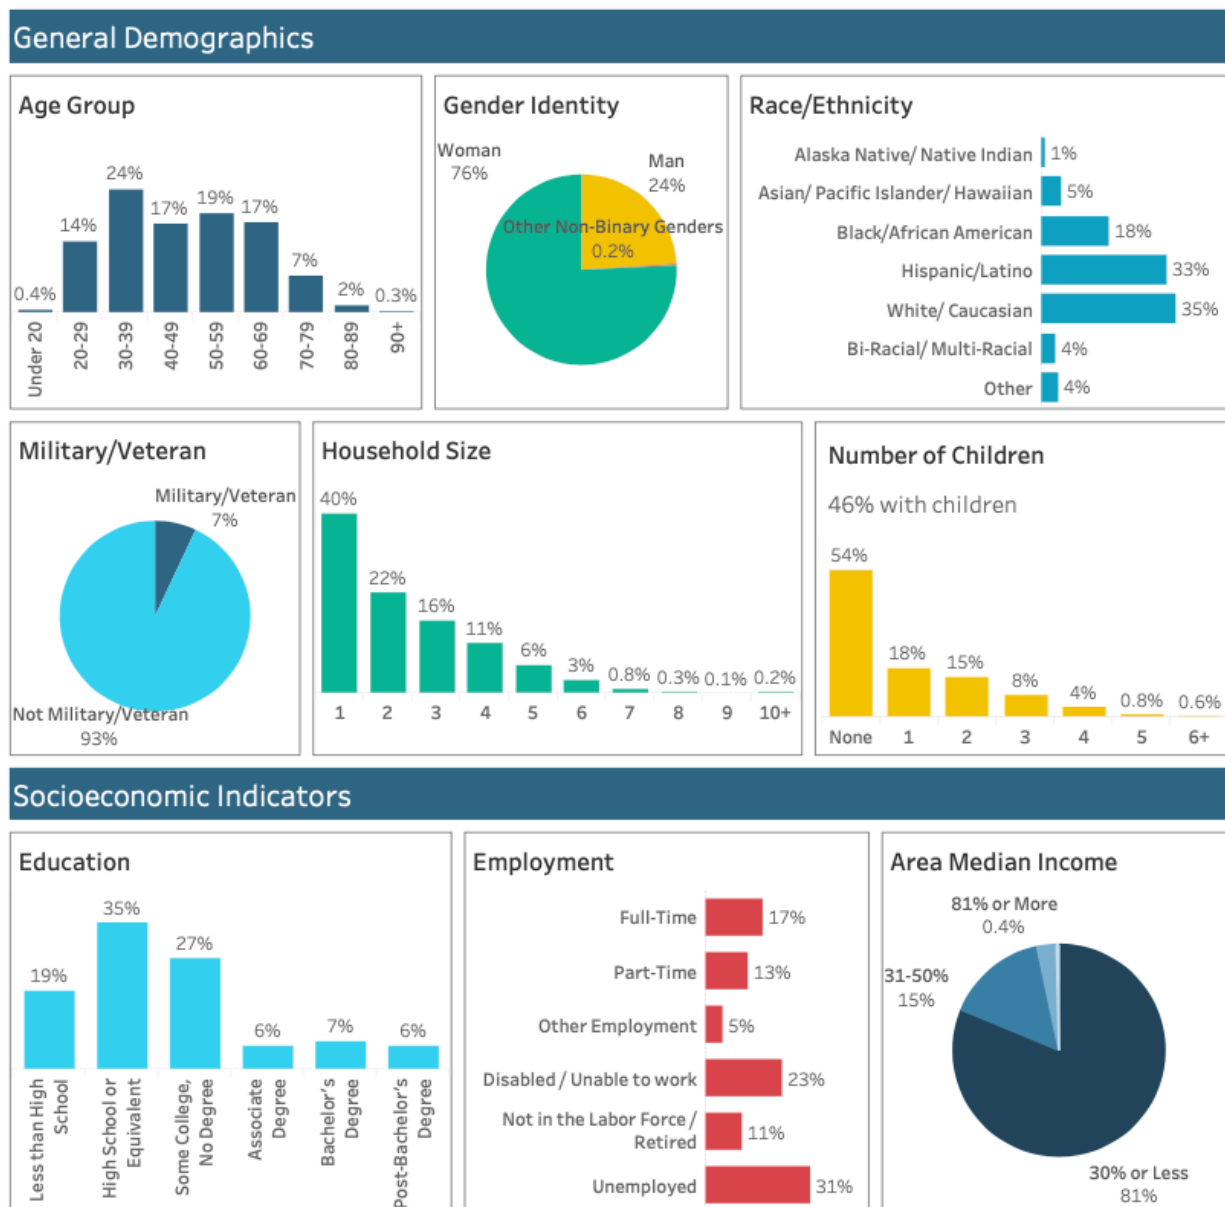 General Demographics
Age Group
0.4%
14%
24%
17%
19%
17%
7%
2%
0.3%
Under 20
20-29
30-39
40-49
50-59
60-69
70-79
80-89
90+
Gender Identity
Woman
76%
Man
24%
Other Non-Binary Genders
0.2%
Race/Ethnicity
Alaska Native/ Native Indian 1%
Asian/ Pacific Islander/ Hawaiian 5%
Black/African American 18%
Hispanic/Latino 33%
White/ Caucasian 35%
Bi-Racial/ Multi-Racial 4%
Other 4%
Military/Veteran
Military/Veteran
7%
Not Military/Veteran
93%
Household Size
40%
22%
16%
11%
6%
3%
0.8%
0.3%
0.1%
0.2%
1 2 3 4 5 6 7 8 9 10+
Number of Children
46% with children
54%
18%
15%
8%
4%
0.8%
0.6%
None 1 2 3 4 5 6+
Socioeconomic Indicators
Education
19%
35%
27%
6%
7%
6%
Less than High
School
High School or
Equivalent
Some College,
No Degree
Associate
Degree
Bachelor's
Degree
Post-Bachelor's
Degree
Employment
Full-Time 17%
Part-Time 13%
Other Employment 5%
Disabled / Unable to work 23%
Not in the Labor Force /
Retired 11%
Unemployed 31%
Area Median Income
81% or More
0.4%
31-50%
15%
30% or Less
81%